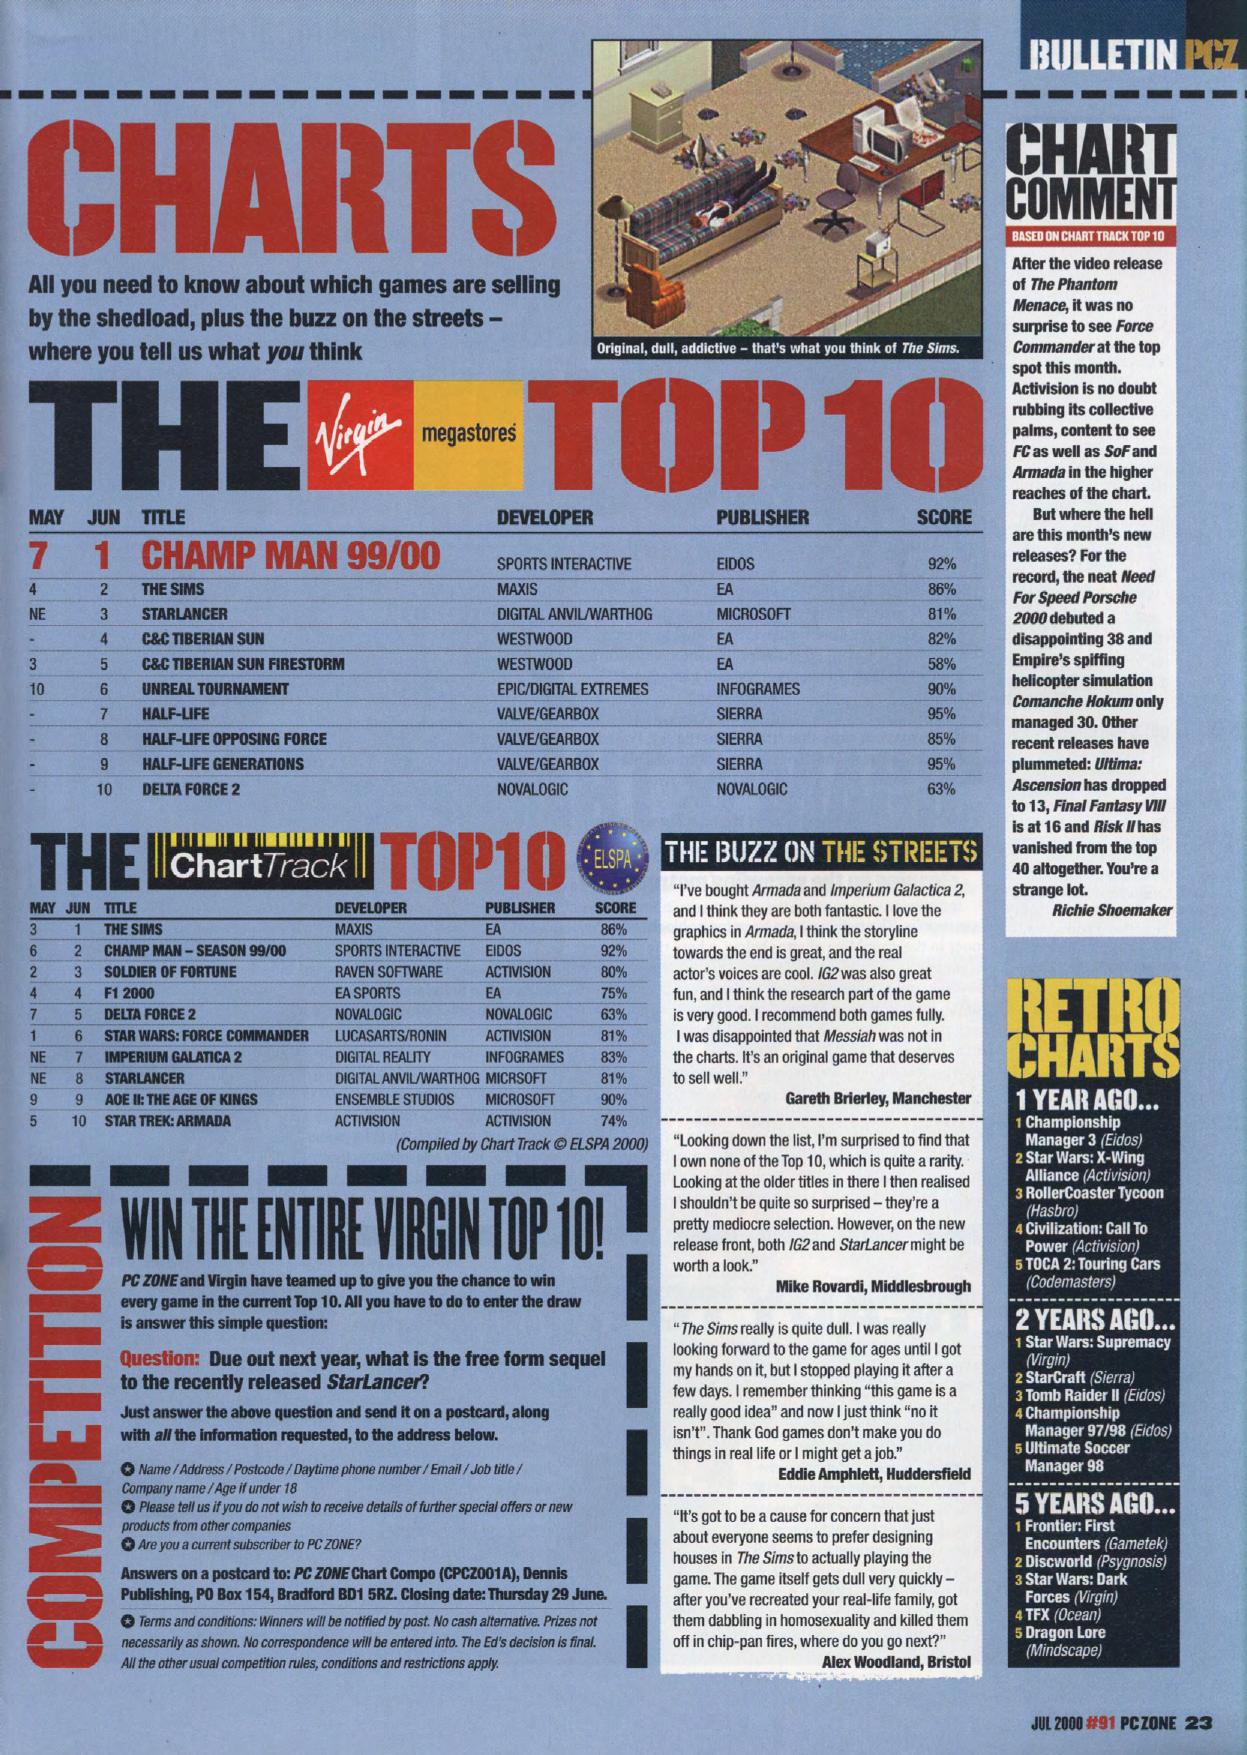 BULLETIN PCZ
CHARTS
All you need to know about which games are selling
by the shedload, plus the buzz on the streets –
where you tell us what you think
Original, dull, addictive – that's what you think of The Sims.
THE Virgin megastores TOP 10
MAY JUN TITLE DEVELOPER PUBLISHER SCORE
7 1 CHAMP MAN 99/00 SPORTS INTERACTIVE EIDOS 92%
4 2 THE SIMS MAXIS EA 86%
NE 3 STARLANCER DIGITAL ANVIL/WARTHOG MICROSOFT 81%
- 4 C&C TIBERIAN SUN WESTWOOD EA 82%
3 5 C&C TIBERIAN SUN FIRESTORM WESTWOOD EA 58%
10 6 UNREAL TOURNAMENT EPIC/DIGITAL EXTREMES INFOGRAMES 90%
- 7 HALF-LIFE VALVE/GEARBOX SIERRA 95%
- 8 HALF-LIFE OPPOSING FORCE VALVE/GEARBOX SIERRA 85%
- 9 HALF-LIFE GENERATIONS VALVE/GEARBOX SIERRA 95%
- 10 DELTA FORCE 2 NOVALOGIC NOVALOGIC 63%
THE ChartTrack TOP10 ELSPA
MAY JUN TITLE DEVELOPER PUBLISHER SCORE
3 1 THE SIMS MAXIS EA 86%
6 2 CHAMP MAN – SEASON 99/00 SPORTS INTERACTIVE EIDOS 92%
2 3 SOLDIER OF FORTUNE RAVEN SOFTWARE ACTIVISION 80%
4 4 F1 2000 EA SPORTS EA 75%
7 5 DELTA FORCE 2 NOVALOGIC NOVALOGIC 63%
1 6 STAR WARS: FORCE COMMANDER LUCASARTS/RONIN ACTIVISION 81%
NE 7 IMPERIUM GALATICA 2 DIGITAL REALITY INFOGRAMES 83%
NE 8 STARLANCER DIGITAL ANVIL/WARTHOG MICRSOFT 81%
9 9 AOE II: THE AGE OF KINGS ENSEMBLE STUDIOS MICROSOFT 90%
5 10 STAR TREK: ARMADA ACTIVISION ACTIVISION 74%
(Compiled by Chart Track © ELSPA 2000)
COMPETITION
WIN THE ENTIRE VIRGIN TOP 10!
PC ZONE and Virgin have teamed up to give you the chance to win
every game in the current Top 10. All you have to do to enter the draw
is answer this simple question:
Question: Due out next year, what is the free form sequel
to the recently released StarLancer?
Just answer the above question and send it on a postcard, along
with all the information requested, to the address below.
Name / Address / Postcode / Daytime phone number / Email / Job title /
Company name / Age if under 18
Please tell us if you do not wish to receive details of further special offers or new
products from other companies
Are you a current subscriber to PC ZONE?
Answers on a postcard to: PC ZONE Chart Compo (CPCZ001A), Dennis
Publishing, PO Box 154, Bradford BD1 5RZ. Closing date: Thursday 29 June.
Terms and conditions: Winners will be notified by post. No cash alternative. Prizes not
necessarily as shown. No correspondence will be entered into. The Ed's decision is final.
All the other usual competition rules, conditions and restrictions apply.
THE BUZZ ON THE STREETS
"I've bought Armada and Imperium Galactica 2,
and I think they are both fantastic. I love the
graphics in Armada, I think the storyline
towards the end is great, and the real
actor's voices are cool. IG2 was also great
fun, and I think the research part of the game
is very good. I recommend both games fully.
I was disappointed that Messiah was not in
the charts. It's an original game that deserves
to sell well."
Gareth Brierley, Manchester
"Looking down the list, I'm surprised to find that
I own none of the Top 10, which is quite a rarity.
Looking at the older titles in there I then realised
I shouldn't be quite so surprised – they're a
pretty mediocre selection. However, on the new
release front, both IG2 and StarLancer might be
worth a look."
Mike Rovardi, Middlesbrough
"The Sims really is quite dull. I was really
looking forward to the game for ages until I got
my hands on it, but I stopped playing it after a
few days. I remember thinking "this game is a
really good idea" and now I just think "no it
isn't". Thank God games don't make you do
things in real life or I might get a job."
Eddie Amphlett, Huddersfield
"It's got to be a cause for concern that just
about everyone seems to prefer designing
houses in The Sims to actually playing the
game. The game itself gets dull very quickly –
after you've recreated your real-life family, got
them dabbling in homosexuality and killed them
off in chip-pan fires, where do you go next?"
Alex Woodland, Bristol
CHART
COMMENT
BASED ON CHART TRACK TOP 10
After the video release
of The Phantom
Menace, it was no
surprise to see Force
Commander at the top
spot this month.
Activision is no doubt
rubbing its collective
palms, content to see
FC as well as SoF and
Armada in the higher
reaches of the chart.
But where the hell
are this month's new
releases? For the
record, the neat Need
For Speed Porsche
2000 debuted a
disappointing 38 and
Empire's spiffing
helicopter simulation
Comanche Hokum only
managed 30. Other
recent releases have
plummeted: Ultima:
Ascension has dropped
to 13, Final Fantasy VIII
is at 16 and Risk II has
vanished from the top
40 altogether. You're a
strange lot.
Richie Shoemaker
RETRO
CHARTS
1 YEAR AGO...
1 Championship
Manager 3 (Eidos)
2 Star Wars: X-Wing
Alliance (Activision)
3 RollerCoaster Tycoon
(Hasbro)
4 Civilization: Call To
Power (Activision)
5 TOCA 2: Touring Cars
(Codemasters)
2 YEARS AGO...
1 Star Wars: Supremacy
(Virgin)
2 StarCraft (Sierra)
3 Tomb Raider II (Eidos)
4 Championship
Manager 97/98 (Eidos)
5 Ultimate Soccer
Manager 98
5 YEARS AGO...
1 Frontier: First
Encounters (Gametek)
2 Discworld (Psygnosis)
3 Star Wars: Dark
Forces (Virgin)
4 TFX (Ocean)
5 Dragon Lore
(Mindscape)
JUL 2000 #91 PC ZONE 23